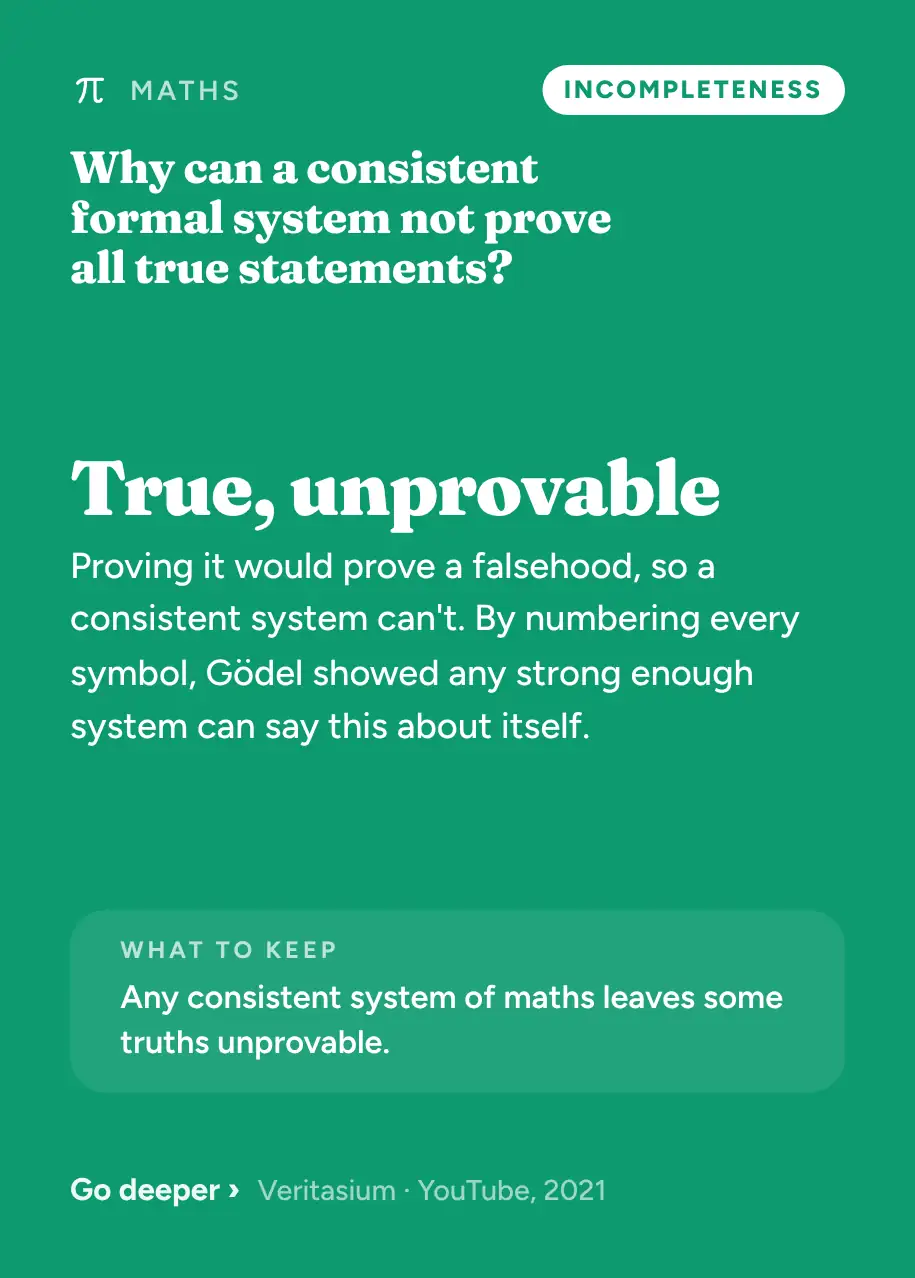 π MATHS
INCOMPLETENESS
Why can a consistent
formal system not prove
all true statements?
True, unprovable
Proving it would prove a falsehood, so a
consistent system can't. By numbering every
symbol, Gödel showed any strong enough
system can say this about itself.
WHAT TO KEEP
Any consistent system of maths leaves some
truths unprovable.
Go deeper › Veritasium · YouTube, 2021